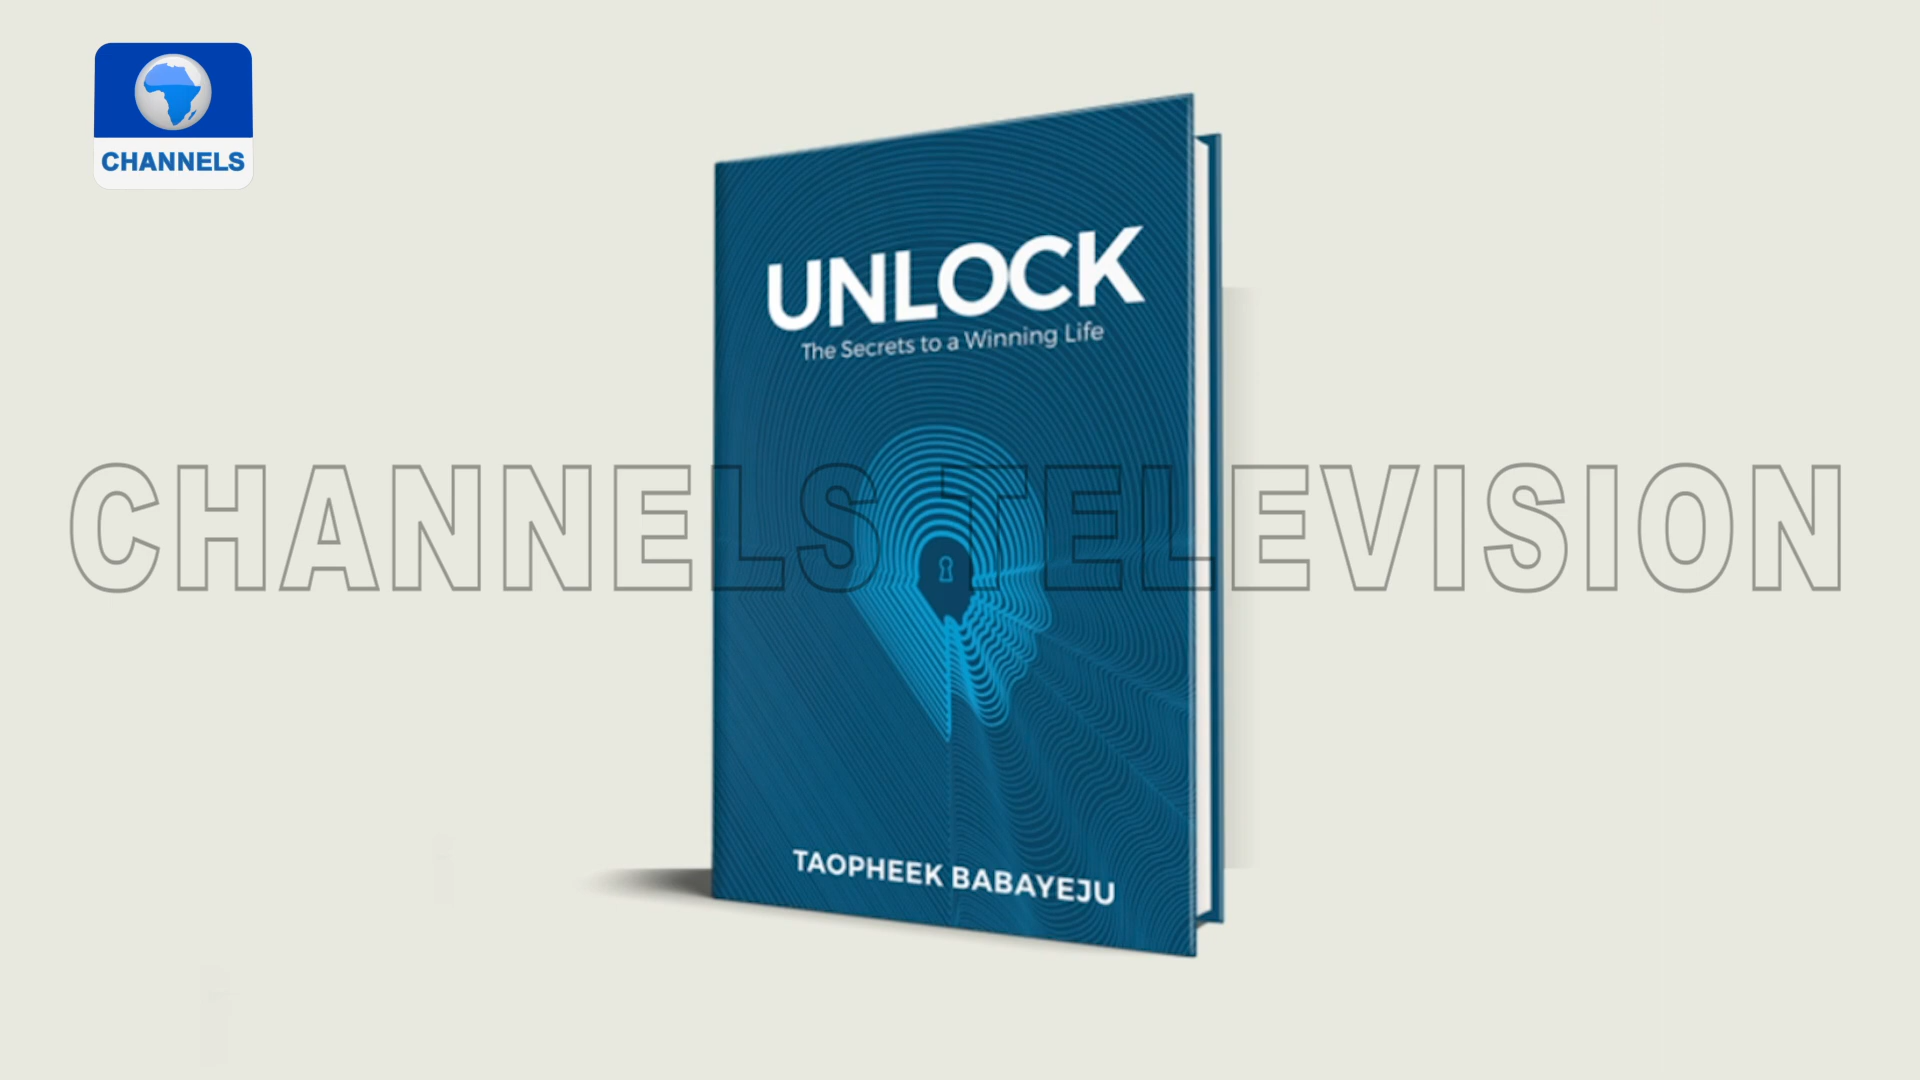 CHANNELS
UNLOCK
The Secrets to a Winning Life
CHANNELS TELEVISION
TAOPHEEK BABAYEJU